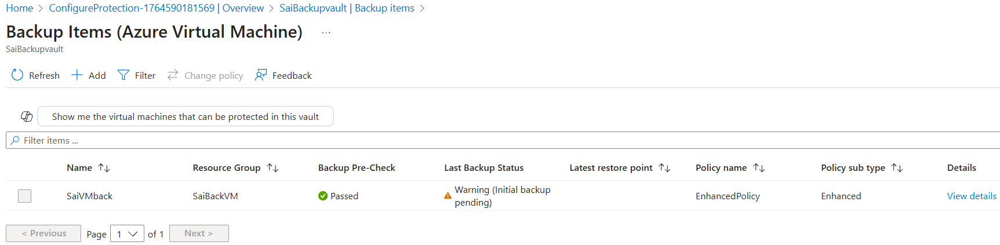 Home > ConfigureProtection-1764590181569 | Overview > SaiBackupvault | Backup items >
Backup Items (Azure Virtual Machine) ...
SaiBackupvault
Refresh Add Filter Change policy Feedback
Show me the virtual machines that can be protected in this vault
Filter items ...
Name Resource Group Backup Pre-Check Last Backup Status Latest restore point Policy name Policy sub type Details
SaiVMback SaiBackVM Passed Warning (Initial backup EnhancedPolicy Enhanced View details
pending)
< Previous Page 1 of 1 Next >